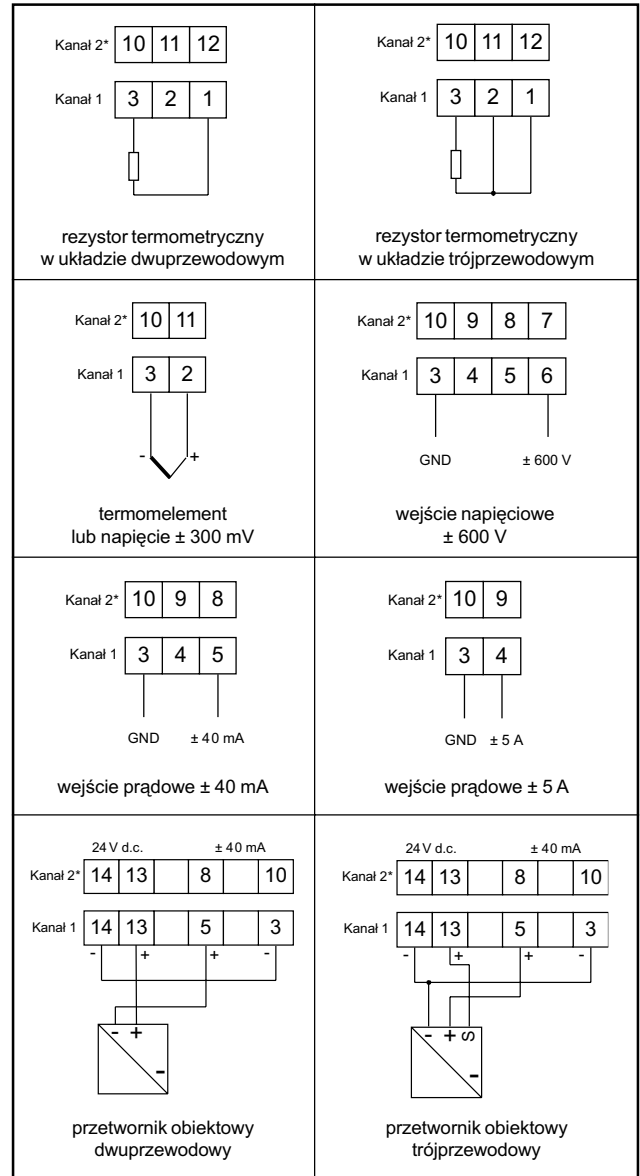 Kanał 2* 10 11 12
Kanał 1 3 2 1
rezystor termometryczny
w układzie dwuprzewodowym
Kanał 2* 10 11 12
Kanał 1 3 2 1
rezystor termometryczny
w układzie trójprzewodowym
Kanał 2* 10 11
Kanał 1 3 2
- +
termoelement
lub napięcie ± 300 mV
Kanał 2* 10 9 8 7
Kanał 1 3 4 5 6
GND ± 600 V
wejście napięciowe
± 600 V
Kanał 2* 10 9 8
Kanał 1 3 4 5
GND ± 40 mA
wejście prądowe ± 40 mA
Kanał 2* 10 9
Kanał 1 3 4
GND ± 5 A
wejście prądowe ± 5 A
24 V d.c. ± 40 mA
Kanał 2* 14 13 8 10
Kanał 1 14 13 5 3
- + + -
- +
-
przetwornik obiektowy
dwuprzewodowy
24 V d.c. ± 40 mA
Kanał 2* 14 13 8 10
Kanał 1 14 13 5 3
- + + -
- + S
-
przetwornik obiektowy
trójprzewodowy